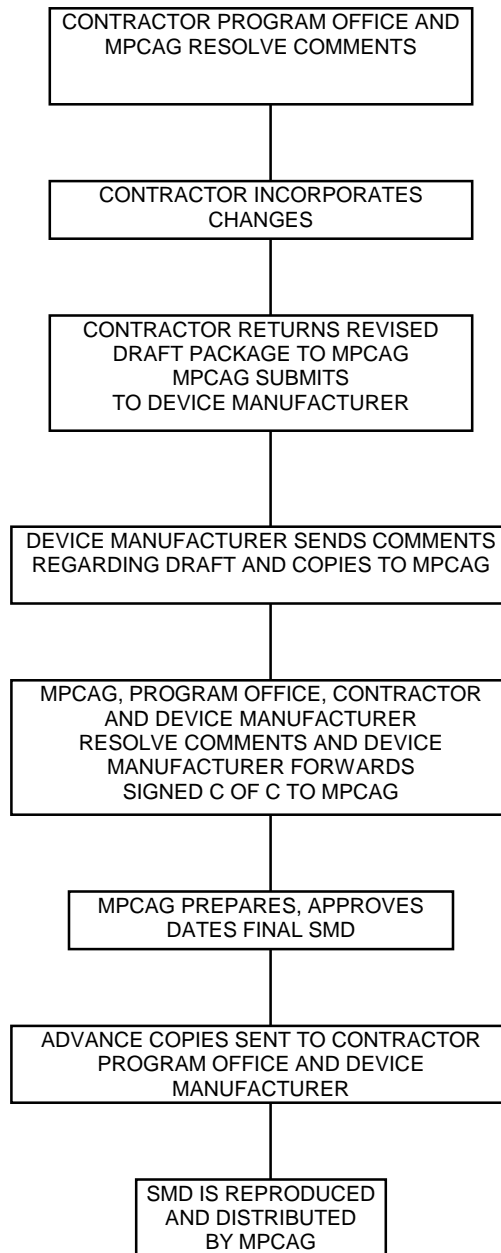 CONTRACTOR PROGRAM OFFICE AND
MPCAG RESOLVE COMMENTS
CONTRACTOR INCORPORATES
CHANGES
CONTRACTOR RETURNS REVISED
DRAFT PACKAGE TO MPCAG
MPCAG SUBMITS
TO DEVICE MANUFACTURER
DEVICE MANUFACTURER SENDS COMMENTS
REGARDING DRAFT AND COPIES TO MPCAG
MPCAG, PROGRAM OFFICE, CONTRACTOR
AND DEVICE MANUFACTURER
RESOLVE COMMENTS AND DEVICE
MANUFACTURER FORWARDS
SIGNED C OF C TO MPCAG
MPCAG PREPARES, APPROVES
DATES FINAL SMD
ADVANCE COPIES SENT TO CONTRACTOR
PROGRAM OFFICE AND DEVICE
MANUFACTURER
SMD IS REPRODUCED
AND DISTRIBUTED
BY MPCAG